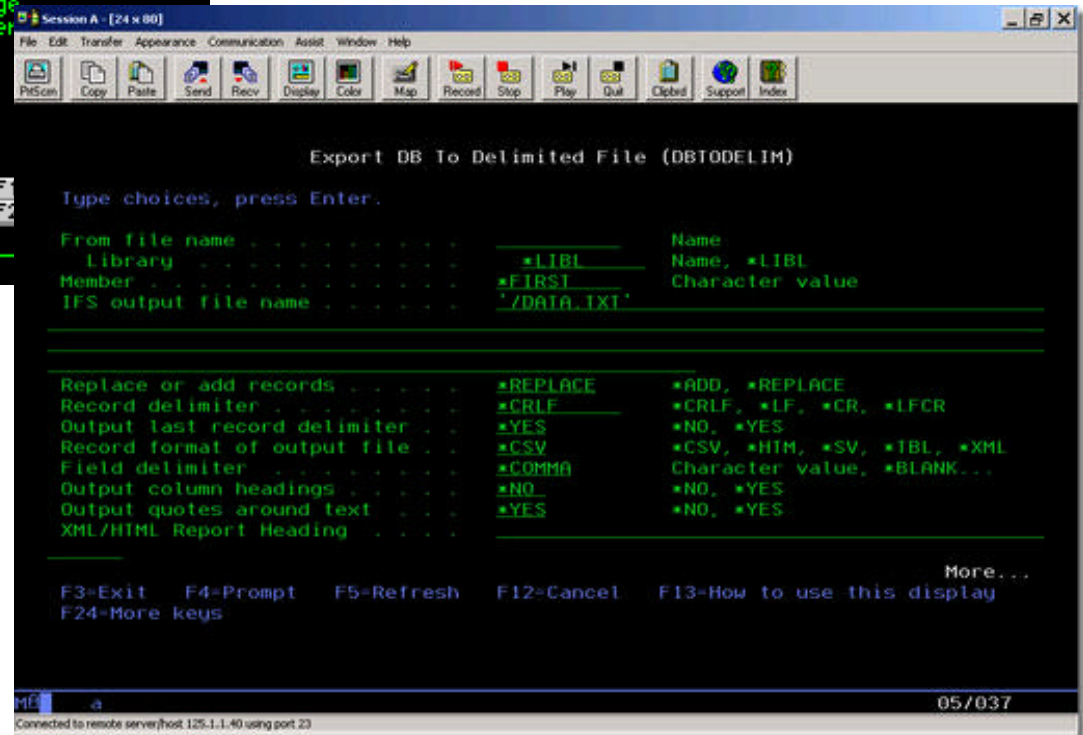 ge
er
Session A - [24 x 80]
File Edit Transfer Appearance Communication Assist Window Help
PrtScrn Copy Paste Send Recv Display Color Map Record Stop Play Quit Clpbrd Support Index
Export DB To Delimited File (DBTODELIM)
Type choices, press Enter.
From file name . . . . . . . . . Name
Library . . . . . . . . . . . *LIBL Name, *LIBL
Member . . . . . . . . . . . . . *FIRST Character value
IFS output file name . . . . . . '/DATA.TXT'
Replace or add records . . . . . *REPLACE *ADD, *REPLACE
Record delimiter . . . . . . . . *CRLF *CRLF, *LF, *CR, *LFCR
Output last record delimiter . . *YES *NO, *YES
Record format of output file . . *CSV *CSV, *HTM, *SV, *TBL, *XML
Field delimiter . . . . . . . . *COMMA Character value, *BLANK...
Output column headings . . . . . *NO *NO, *YES
Output quotes around text . . . *YES *NO, *YES
XML/HTML Report Heading . . . .
More...
F3=Exit F4=Prompt F5=Refresh F12=Cancel F13=How to use this display
F24=More keys
a 05/037
Connected to remote server/host 125.1.1.40 using port 23